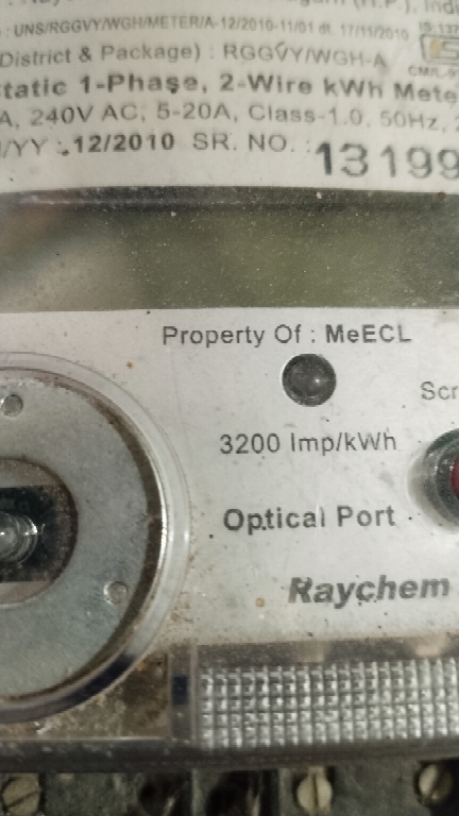 : UNS/RGGVY/WGH/METER/A-12/2010-11/01 dt. 17/11/2010
District & Package) : RGGVY/WGH-A
tatic 1-Phase, 2-Wire kWh Mete
A, 240V AC, 5-20A, Class-1.0, 50Hz,
/YY : 12/2010 SR. NO. : 13199
Property Of : MeECL
Scr
3200 Imp/kWh
Optical Port
Raychem